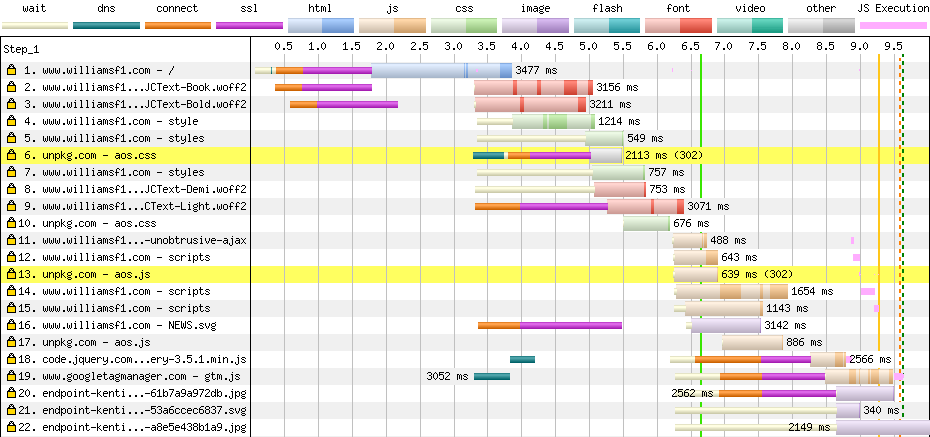 wait dns connect ssl html js css image flash font video other JS Execution
Step_1
0.5 1.0 1.5 2.0 2.5 3.0 3.5 4.0 4.5 5.0 5.5 6.0 6.5 7.0 7.5 8.0 8.5 9.0 9.5
1. www.williamsf1.com - / 3477 ms
2. www.williamsf1...JCText-Book.woff2 3156 ms
3. www.williamsf1...JCText-Bold.woff2 3211 ms
4. www.williamsf1.com - style 1214 ms
5. www.williamsf1.com - styles 549 ms
6. unpkg.com - aos.css 2113 ms (302)
7. www.williamsf1.com - styles 757 ms
8. www.williamsf1...JCText-Demi.woff2 753 ms
9. www.williamsf1...CText-Light.woff2 3071 ms
10. unpkg.com - aos.css 676 ms
11. www.williamsf1...-unobtrusive-ajax 488 ms
12. www.williamsf1.com - scripts 643 ms
13. unpkg.com - aos.js 639 ms (302)
14. www.williamsf1.com - scripts 1654 ms
15. www.williamsf1.com - scripts 1143 ms
16. www.williamsf1.com - NEWS.svg 3142 ms
17. unpkg.com - aos.js 886 ms
18. code.jquery.com...ery-3.5.1.min.js 2566 ms
19. www.googletagmanager.com - gtm.js 3052 ms
20. endpoint-kenti...-61b7a9a972db.jpg 2562 ms
21. endpoint-kenti...-53a6ccec6837.svg 340 ms
22. endpoint-kenti...-a8e5e438b1a9.jpg 2149 ms